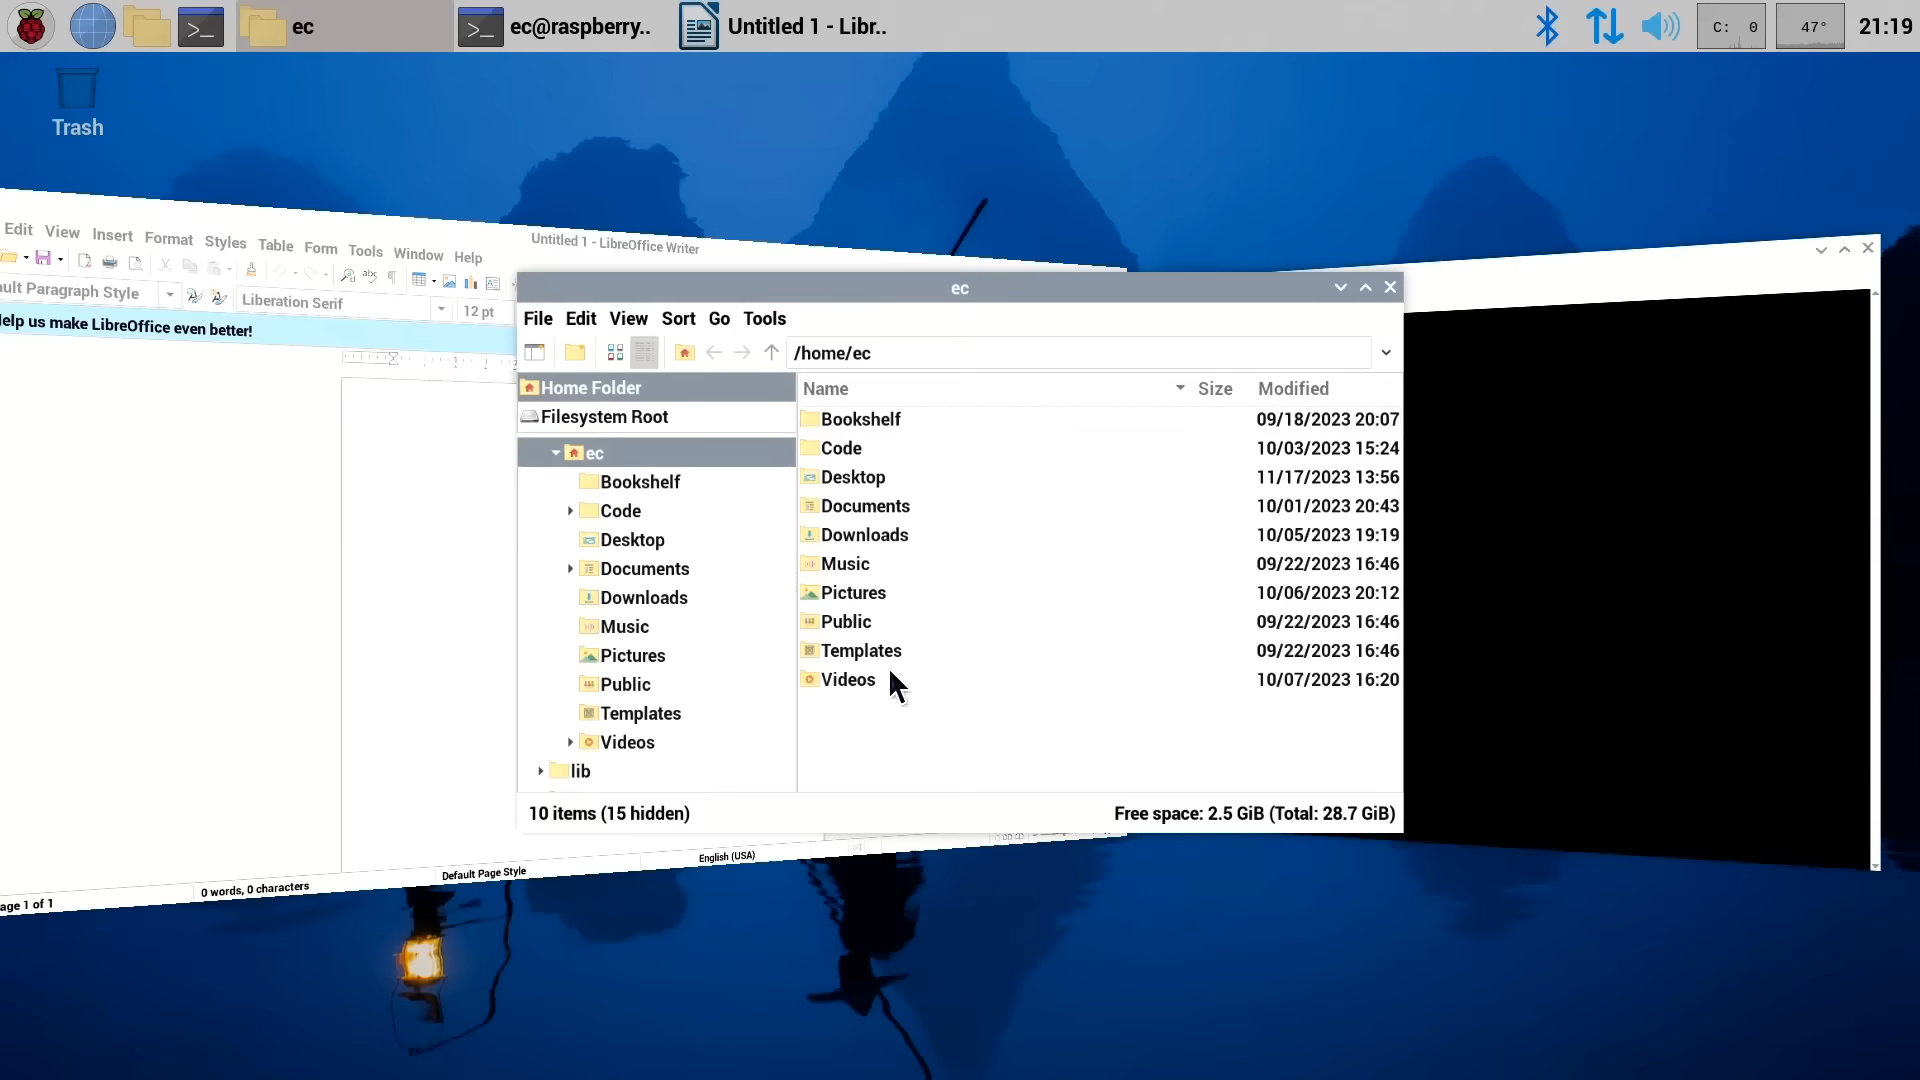 ec
ec@raspberry..
Untitled 1 - Libr..
C: 0
47°
21:19
Trash
Edit View Insert Format Styles Table Form Tools Window Help
Untitled 1 - LibreOffice Writer
ult Paragraph Style
Liberation Serif
12 pt
elp us make LibreOffice even better!
1
ec
File Edit View Sort Go Tools
/home/ec
Home Folder
Filesystem Root
ec
Bookshelf
Code
Desktop
Documents
Downloads
Music
Pictures
Public
Templates
Videos
lib
Name Size Modified
Bookshelf 09/18/2023 20:07
Code 10/03/2023 15:24
Desktop 11/17/2023 13:56
Documents 10/01/2023 20:43
Downloads 10/05/2023 19:19
Music 09/22/2023 16:46
Pictures 10/06/2023 20:12
Public 09/22/2023 16:46
Templates 09/22/2023 16:46
Videos 10/07/2023 16:20
10 items (15 hidden)
Free space: 2.5 GiB (Total: 28.7 GiB)
age 1 of 1
0 words, 0 characters
Default Page Style
English (USA)